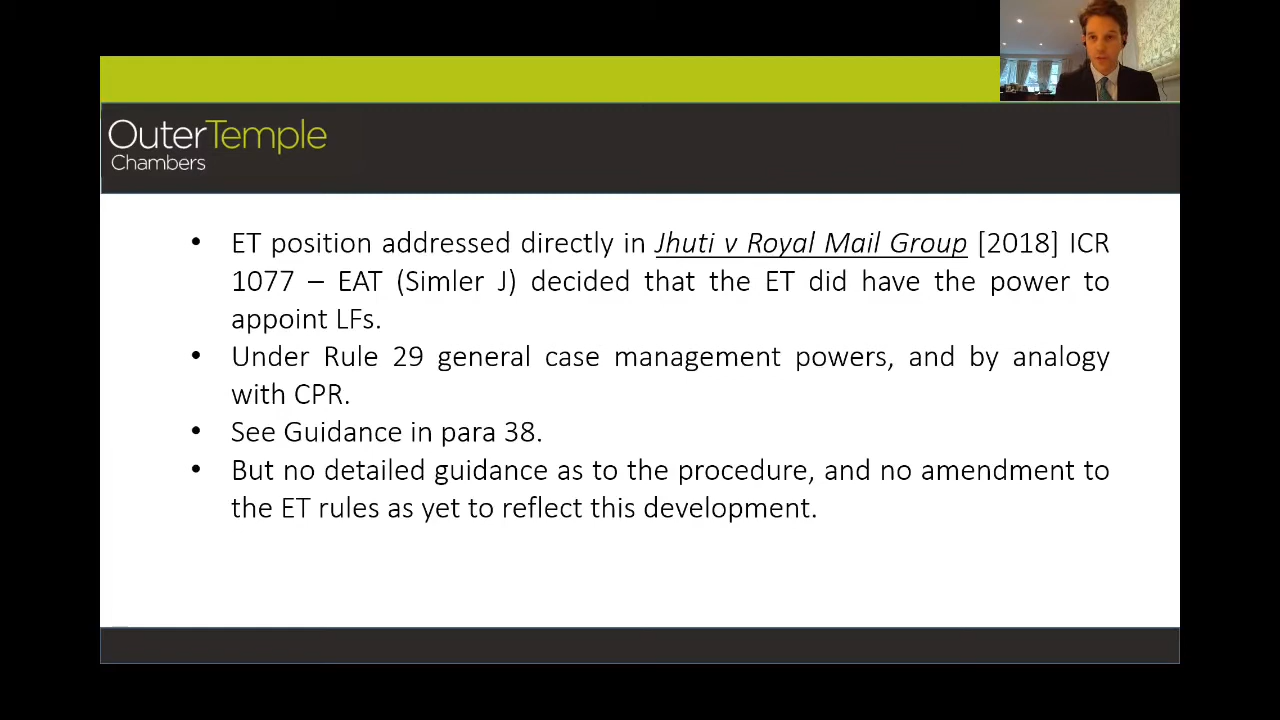 OuterTemple
Chambers
• ET position addressed directly in Jhuti v Royal Mail Group [2018] ICR
1077 – EAT (Simler J) decided that the ET did have the power to
appoint LFs.
• Under Rule 29 general case management powers, and by analogy
with CPR.
• See Guidance in para 38.
• But no detailed guidance as to the procedure, and no amendment to
the ET rules as yet to reflect this development.